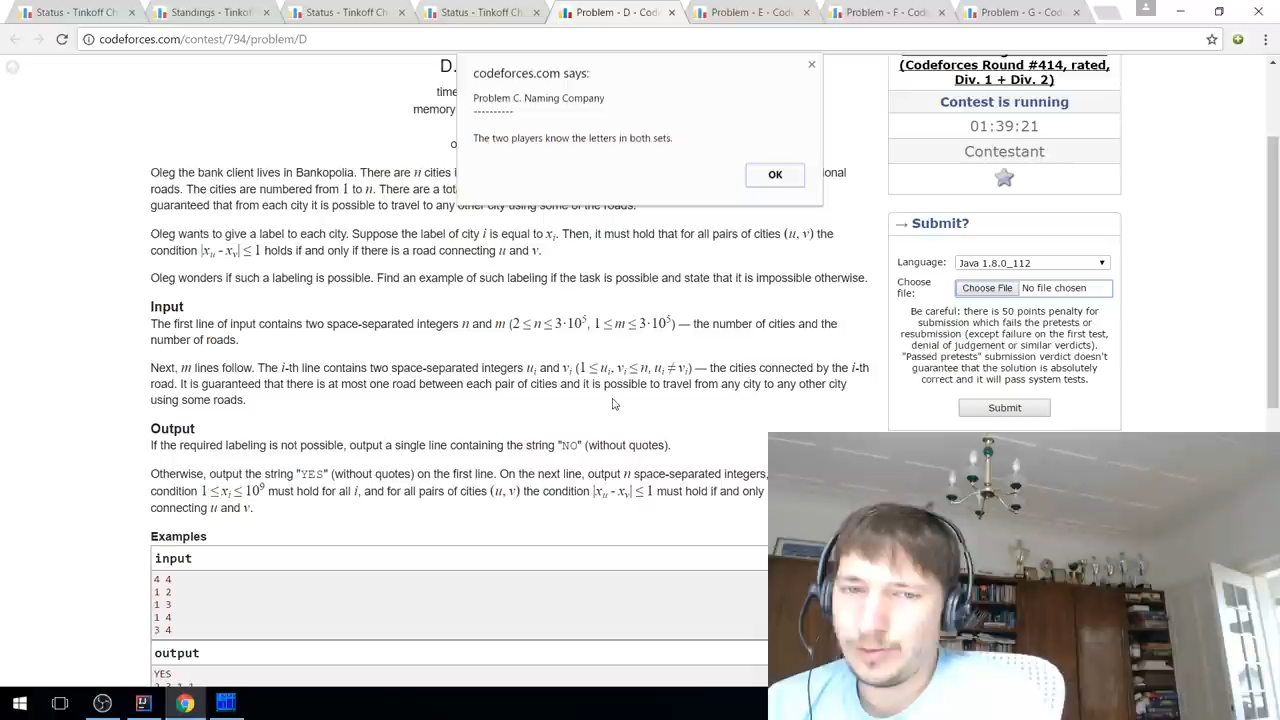 Status - Tinkoff Ch
Standings - Tinkoff
Status - Tinkoff Ch
Status - Tinkoff Ch
Problem - D - Cod
Problem - E - Cod
Problem - F - Cod
Problem - G - Cod
codeforces.com/contest/794/problem/D
codeforces.com says:
Problem C. Naming Company
----------
The two players know the letters in both sets.
OK
D.
time
memory
o
Oleg the bank client lives in Bankopolia. There are n cities i
onal
roads. The cities are numbered from 1 to n. There are a tot
guaranteed that from each city it is possible to travel to any other city using some of the roads.
Oleg wants to give a label to each city. Suppose the label of city i is equal to xi. Then, it must hold that for all pairs of cities (u, v) the
condition |xu - xv| ≤ 1 holds if and only if there is a road connecting u and v.
Oleg wonders if such a labeling is possible. Find an example of such labeling if the task is possible and state that it is impossible otherwise.
Input
The first line of input contains two space-separated integers n and m (2 ≤ n ≤ 3·10^5, 1 ≤ m ≤ 3·10^5) — the number of cities and the
number of roads.
Next, m lines follow. The i-th line contains two space-separated integers ui and vi (1 ≤ ui, vi ≤ n, ui ≠ vi) — the cities connected by the i-th
road. It is guaranteed that there is at most one road between each pair of cities and it is possible to travel from any city to any other city
using some roads.
Output
If the required labeling is not possible, output a single line containing the string "NO" (without quotes).
Otherwise, output the string "YES" (without quotes) on the first line. On the next line, output n space-separated integers,
condition 1 ≤ xi ≤ 10^9 must hold for all i, and for all pairs of cities (u, v) the condition |xu - xv| ≤ 1 must hold if and only
connecting u and v.
Examples
input
4 4
1 2
1 3
1 4
3 4
output
YES
(Codeforces Round #414, rated,
Div. 1 + Div. 2)
Contest is running
01:39:21
Contestant
→ Submit?
Language: Java 1.8.0_112
Choose
file: Choose File No file chosen
Be careful: there is 50 points penalty for
submission which fails the pretests or
resubmission (except failure on the first test,
denial of judgement or similar verdicts).
"Passed pretests" submission verdict doesn't
guarantee that the solution is absolutely
correct and it will pass system tests.
Submit